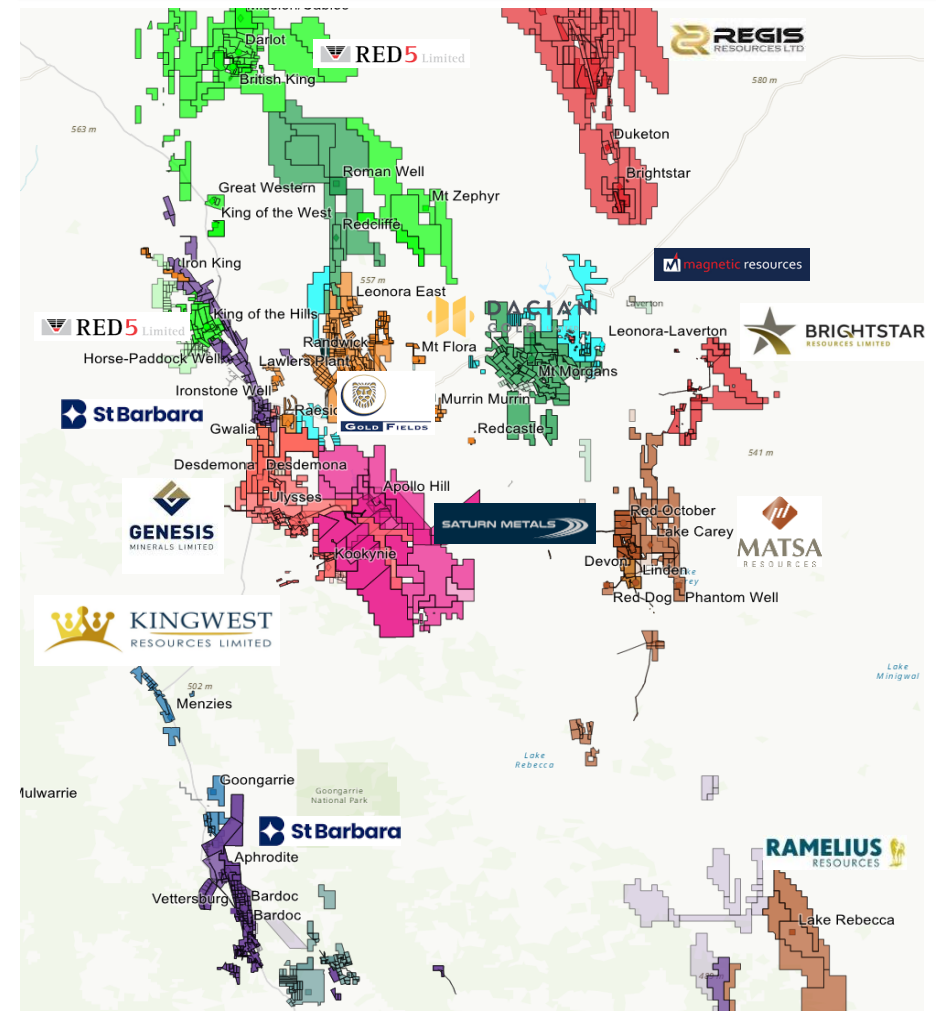 Darlot
RED5 Limited
REGIS
RESOURCES LTD
British King
580 m
563 m
Duketon
Roman Well
Brightstar
Great Western
Mt Zephyr
King of the West
Redcliffe
Iron King
magnetic resources
557 m
Leonora East
DACIAN
GOLD
Laverton
RED5 Limited
King of the Hills
Leonora-Laverton
BRIGHTSTAR
RESOURCES LIMITED
Randwick
Mt Flora
Horse-Paddock Well
Lawlers Plant
Mt Morgans
Ironstone Well
Murrin Murrin
St Barbara
GOLD FIELDS
Gwalia
Redcastle
541 m
Desdemona
Desdemona
Apollo Hill
Ulysses
Red October
SATURN METALS
Lake Carey
GENESIS
MINERALS LIMITED
MATSA
RESOURCES
Kookynie
Devon
Linden
Red Dog
Phantom Well
KINGWEST
RESOURCES LIMITED
Lake
Minigwal
502 m
Menzies
Lake
Rebecca
Goongarrie
Mulwarrie
Goongarrie
National Park
St Barbara
RAMELIUS
RESOURCES
Aphrodite
Vettersburg
Bardoc
Bardoc
Lake Rebecca